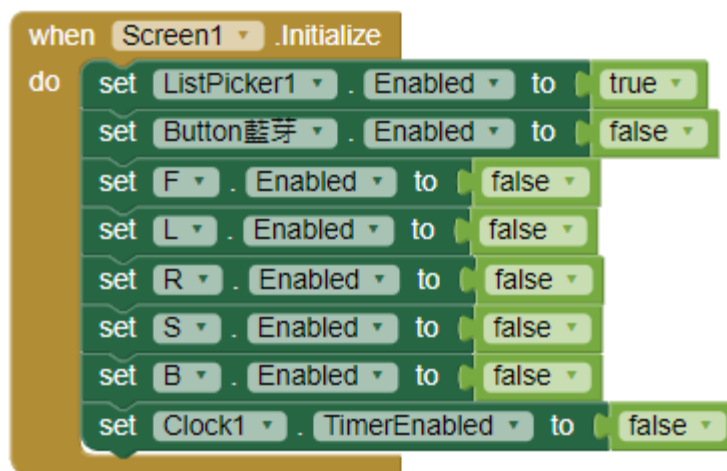 when Screen1 .Initialize
do set ListPicker1 . Enabled to true
set Button藍芽 . Enabled to false
set F . Enabled to false
set L . Enabled to false
set R . Enabled to false
set S . Enabled to false
set B . Enabled to false
set Clock1 . TimerEnabled to false